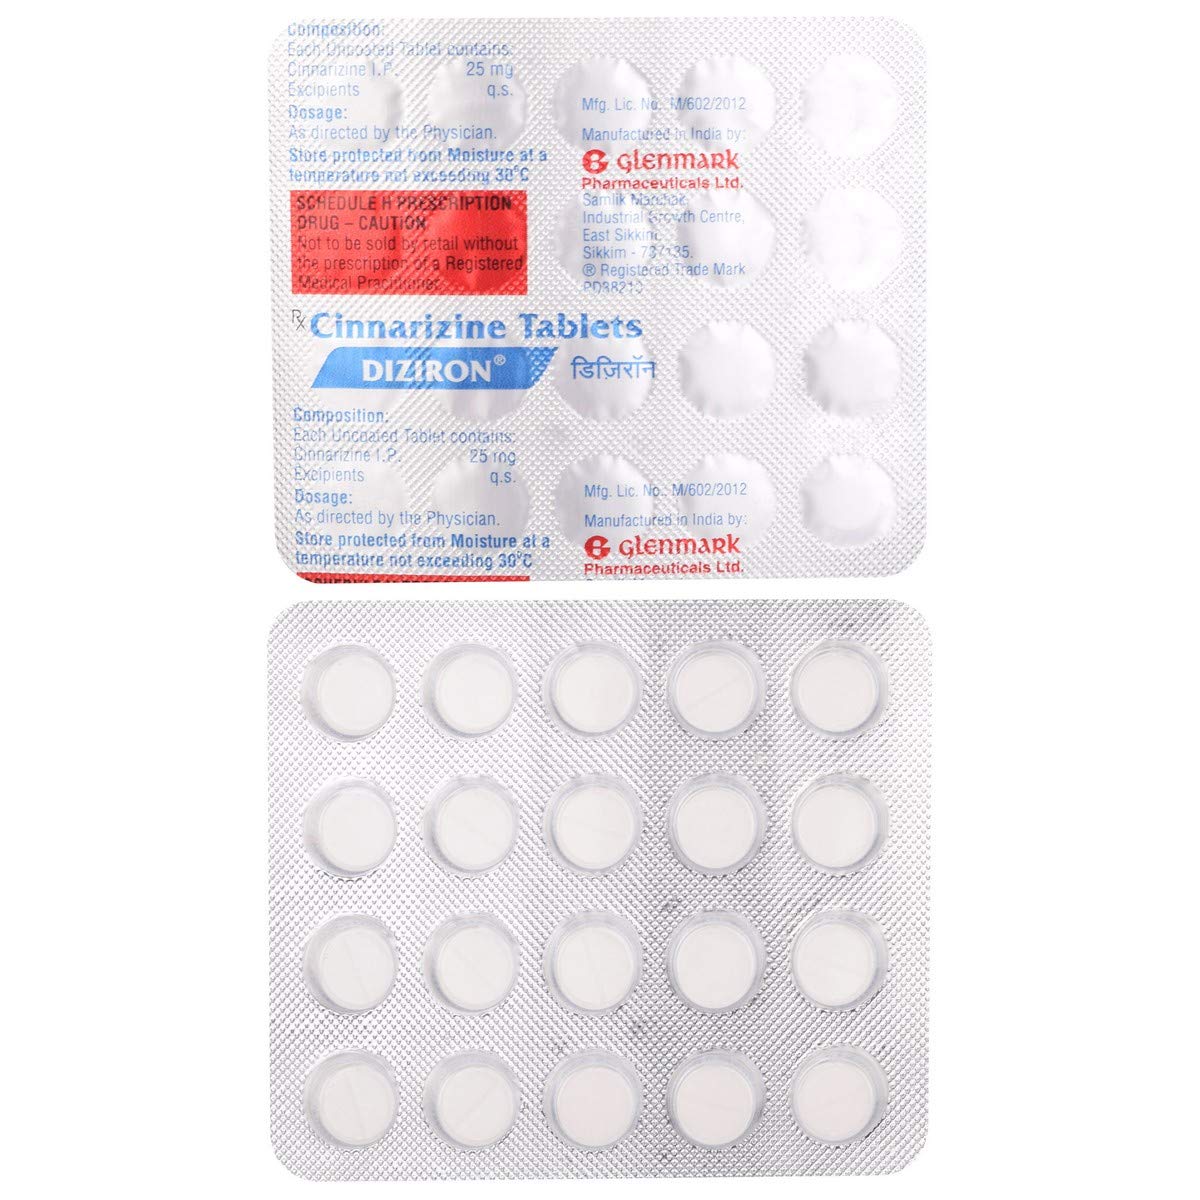 Composition:
Each Uncoated Tablet contains:
Cinnarizine I.P. 25 mg
Excipients q.s.
Dosage:
As directed by the Physician.
Store protected from Moisture at a
temperature not exceeding 30°C
SCHEDULE H PRESCRIPTION
DRUG – CAUTION
Not to be sold by retail without
the prescription of a Registered
Medical Practitioner.
Mfg. Lic. No.: M/602/2012
Manufactured in India by:
glenmark
Pharmaceuticals Ltd.
Samlik Marchak,
Industrial Growth Centre,
East Sikkim,
Sikkim - 737135.
® Registered Trade Mark
PD38210
Rx Cinnarizine Tablets
DIZIRON®
डिज़िरॉन
Composition:
Each Uncoated Tablet contains:
Cinnarizine I.P. 25 mg
Excipients q.s.
Dosage:
As directed by the Physician.
Store protected from Moisture at a
temperature not exceeding 30°C
Mfg. Lic. No.: M/602/2012
Manufactured in India by:
glenmark
Pharmaceuticals Ltd.